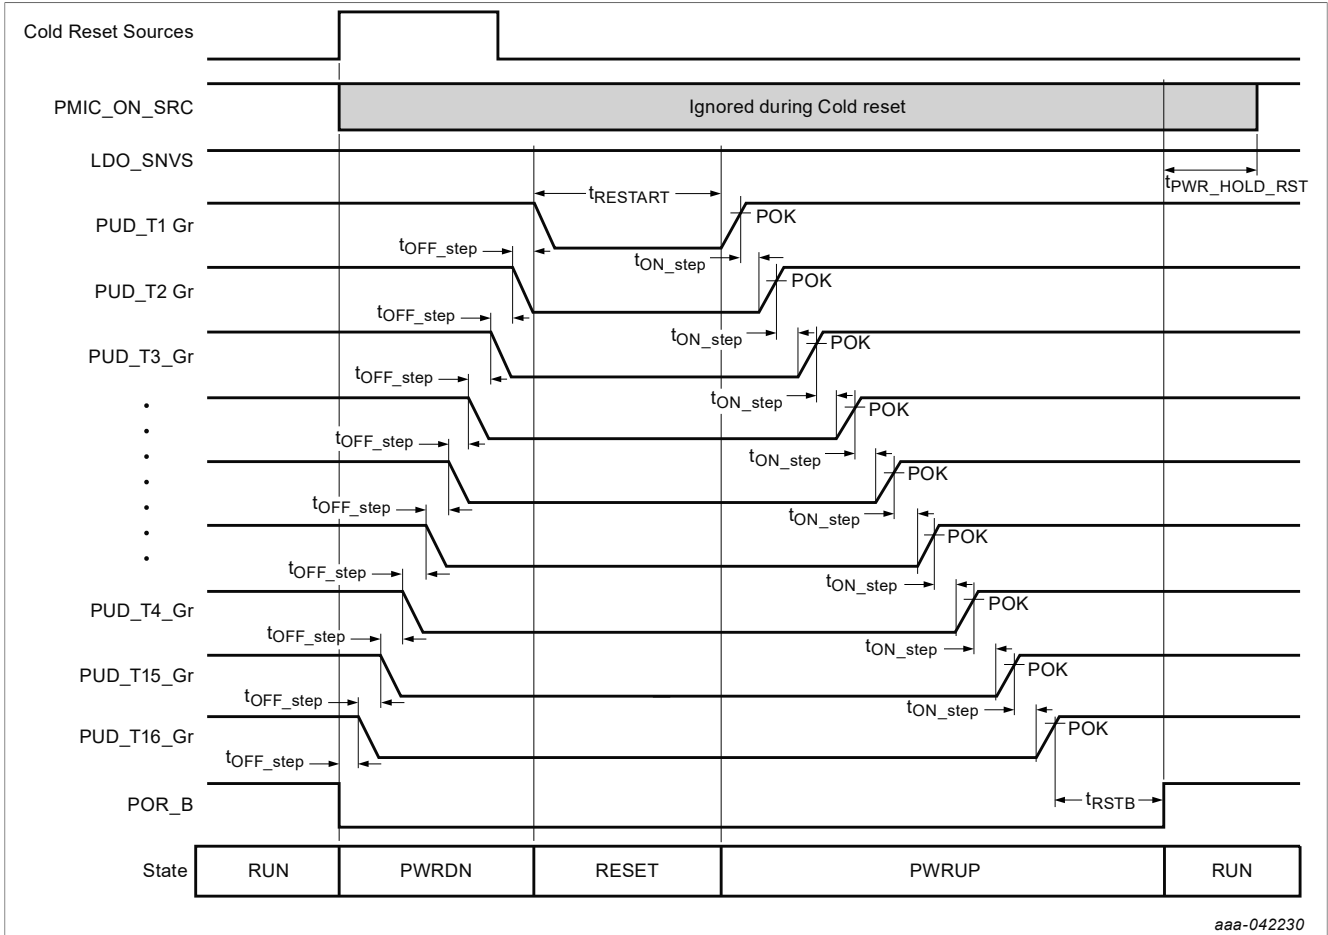 Cold Reset Sources
PMIC_ON_SRC
Ignored during Cold reset
LDO_SNVS
tPWR_HOLD_RST
tRESTART
PUD_T1 Gr
POK
tOFF_step
tON_step
PUD_T2 Gr
POK
tOFF_step
tON_step
PUD_T3_Gr
POK
tOFF_step
tON_step
POK
tOFF_step
tON_step
POK
tOFF_step
tON_step
POK
tOFF_step
tON_step
PUD_T4_Gr
POK
tOFF_step
tON_step
PUD_T15_Gr
POK
tOFF_step
tON_step
PUD_T16_Gr
POK
tOFF_step
POR_B
tRSTB
State RUN PWRDN RESET PWRUP RUN
aaa-042230